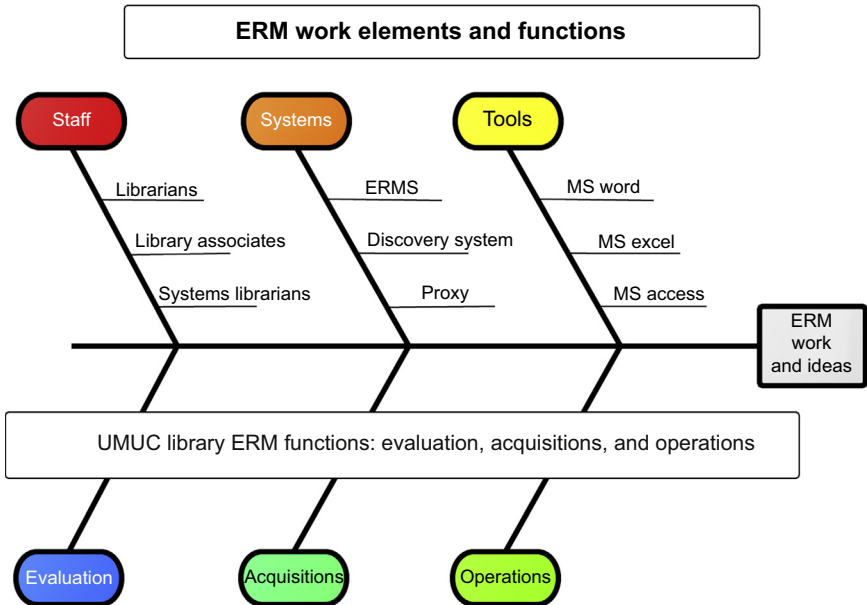 ERM work elements and functions
Staff
Systems
Tools
Librarians
ERMS
MS word
Library associates
Discovery system
MS excel
Systems librarians
Proxy
MS access
ERM
work
and ideas
UMUC library ERM functions: evaluation, acquisitions, and operations
Evaluation
Acquisitions
Operations